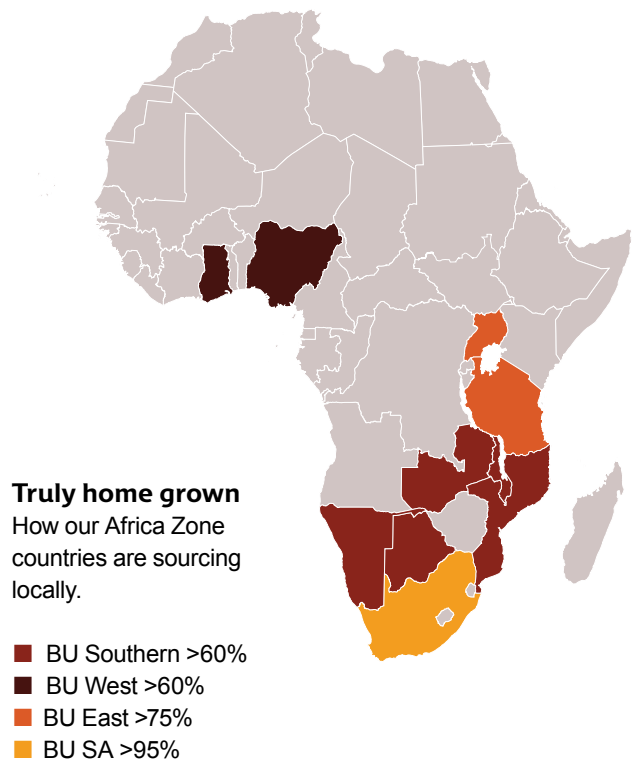 Truly home grown
How our Africa Zone
countries are sourcing
locally.
BU Southern >60%
BU West >60%
BU East >75%
BU SA >95%